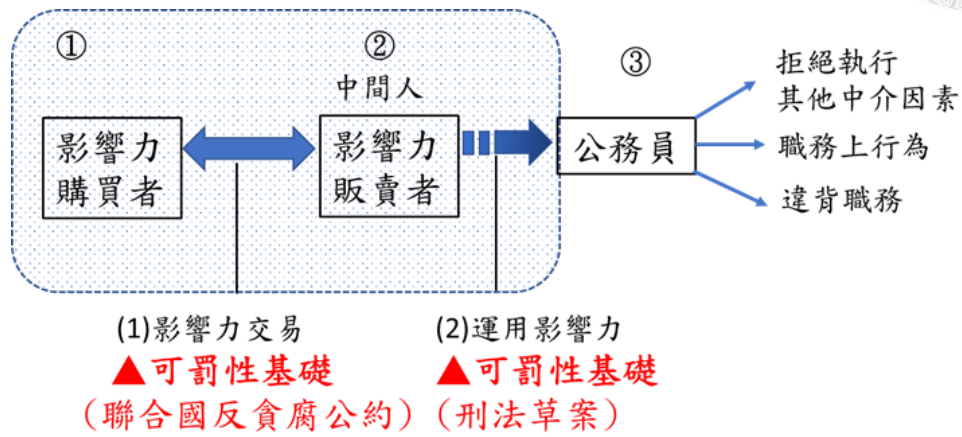 ①
②
③
中間人
影響力
購買者
影響力
販賣者
公務員
拒絕執行
其他中介因素
職務上行為
違背職務
(1)影響力交易
▲可罰性基礎
（聯合國反貪腐公約）
(2)運用影響力
▲可罰性基礎
（刑法草案）